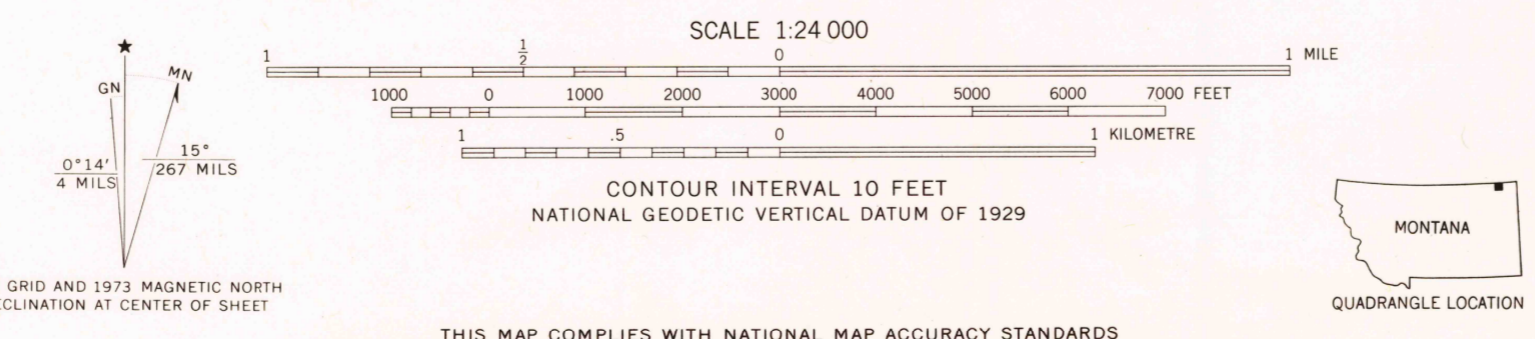 SCALE 1:24 000
1 1/2 0 1 MILE
1000 0 1000 2000 3000 4000 5000 6000 7000 FEET
1 .5 0 1 KILOMETRE
CONTOUR INTERVAL 10 FEET
NATIONAL GEODETIC VERTICAL DATUM OF 1929
★
GN
MN
0°14′
4 MILS
15°
267 MILS
GRID AND 1973 MAGNETIC NORTH
ECLINATION AT CENTER OF SHEET
MONTANA
QUADRANGLE LOCATION
THIS MAP COMPLIES WITH NATIONAL MAP ACCURACY STANDARDS